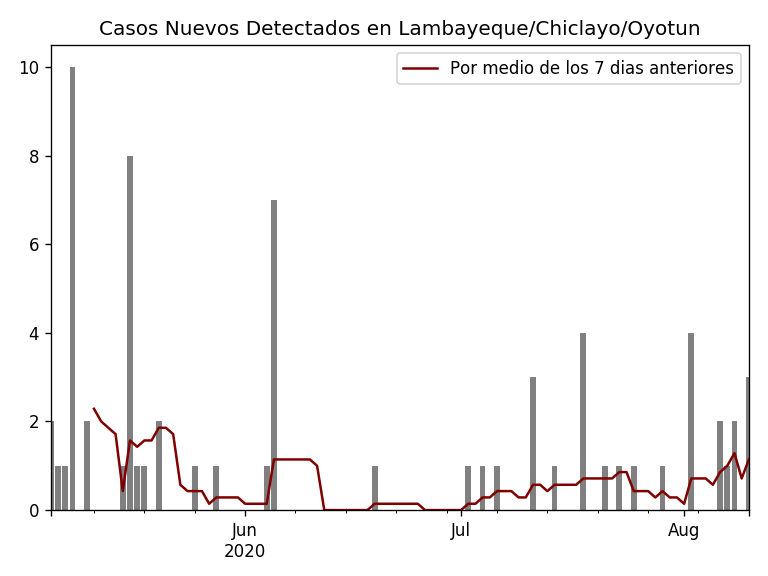 Casos Nuevos Detectados en Lambayeque/Chiclayo/Oyotun
Por medio de los 7 dias anteriores
10
8
6
4
2
0
Jun
2020
Jul
Aug